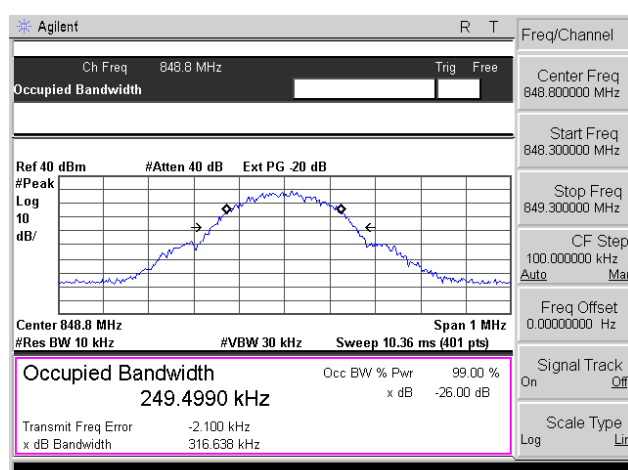 Agilent R T
Freq/Channel
Ch Freq 848.8 MHz Trig Free
Occupied Bandwidth
Center Freq
848.800000 MHz
Start Freq
848.300000 MHz
Stop Freq
849.300000 MHz
CF Step
100.000000 kHz
Auto Man
Freq Offset
0.00000000 Hz
Signal Track
On Off
Scale Type
Log Lin
Ref 40 dBm #Atten 40 dB Ext PG -20 dB
#Peak
Log
10
dB/
Center 848.8 MHz Span 1 MHz
#Res BW 10 kHz #VBW 30 kHz Sweep 10.36 ms (401 pts)
Occupied Bandwidth Occ BW % Pwr 99.00 %
249.4990 kHz x dB -26.00 dB
Transmit Freq Error -2.100 kHz
x dB Bandwidth 316.638 kHz